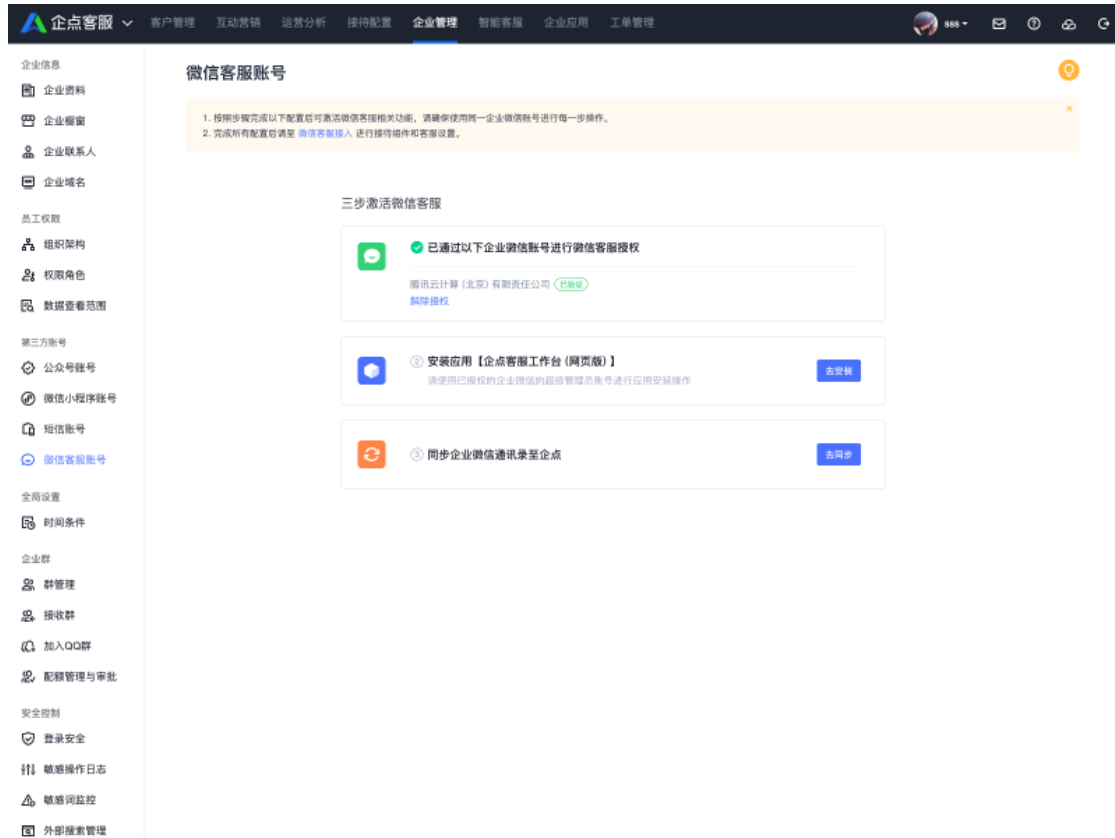 企点客服
客户管理 互动营销 运营分析 接待配置 企业管理 智能客服 企业应用 工单管理
888
企业信息
企业资料
企业橱窗
企业联系人
企业域名
员工权限
组织架构
权限角色
数据查看范围
第三方账号
公众号账号
微信小程序账号
短信账号
微信客服账号
全局设置
时间条件
企业群
群管理
接收群
加入QQ群
配额管理与审批
安全控制
登录安全
敏感操作日志
敏感词监控
外部搜索管理
微信客服账号
1. 按照步骤完成以下配置后可激活微信客服相关功能，请确保使用同一企业微信账号进行每一步操作。
2. 完成所有配置后请至 微信客服接入 进行接待组件和客服设置。
三步激活微信客服
已通过以下企业微信账号进行微信客服授权
腾讯云计算 (北京) 有限责任公司 已验证
解除授权
② 安装应用【企点客服工作台 (网页版) 】
请使用已授权的企业微信的超级管理员账号进行应用安装操作
去安装
③ 同步企业微信通讯录至企点
去同步